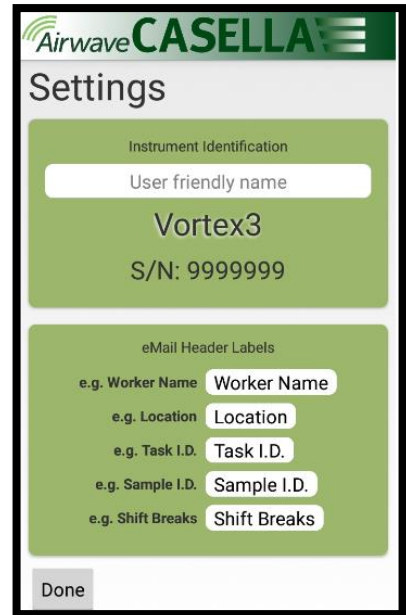 Airwave CASELLA
Settings
Instrument Identification
User friendly name
Vortex3
S/N: 9999999
eMail Header Labels
e.g. Worker Name Worker Name
e.g. Location Location
e.g. Task I.D. Task I.D.
e.g. Sample I.D. Sample I.D.
e.g. Shift Breaks Shift Breaks
Done